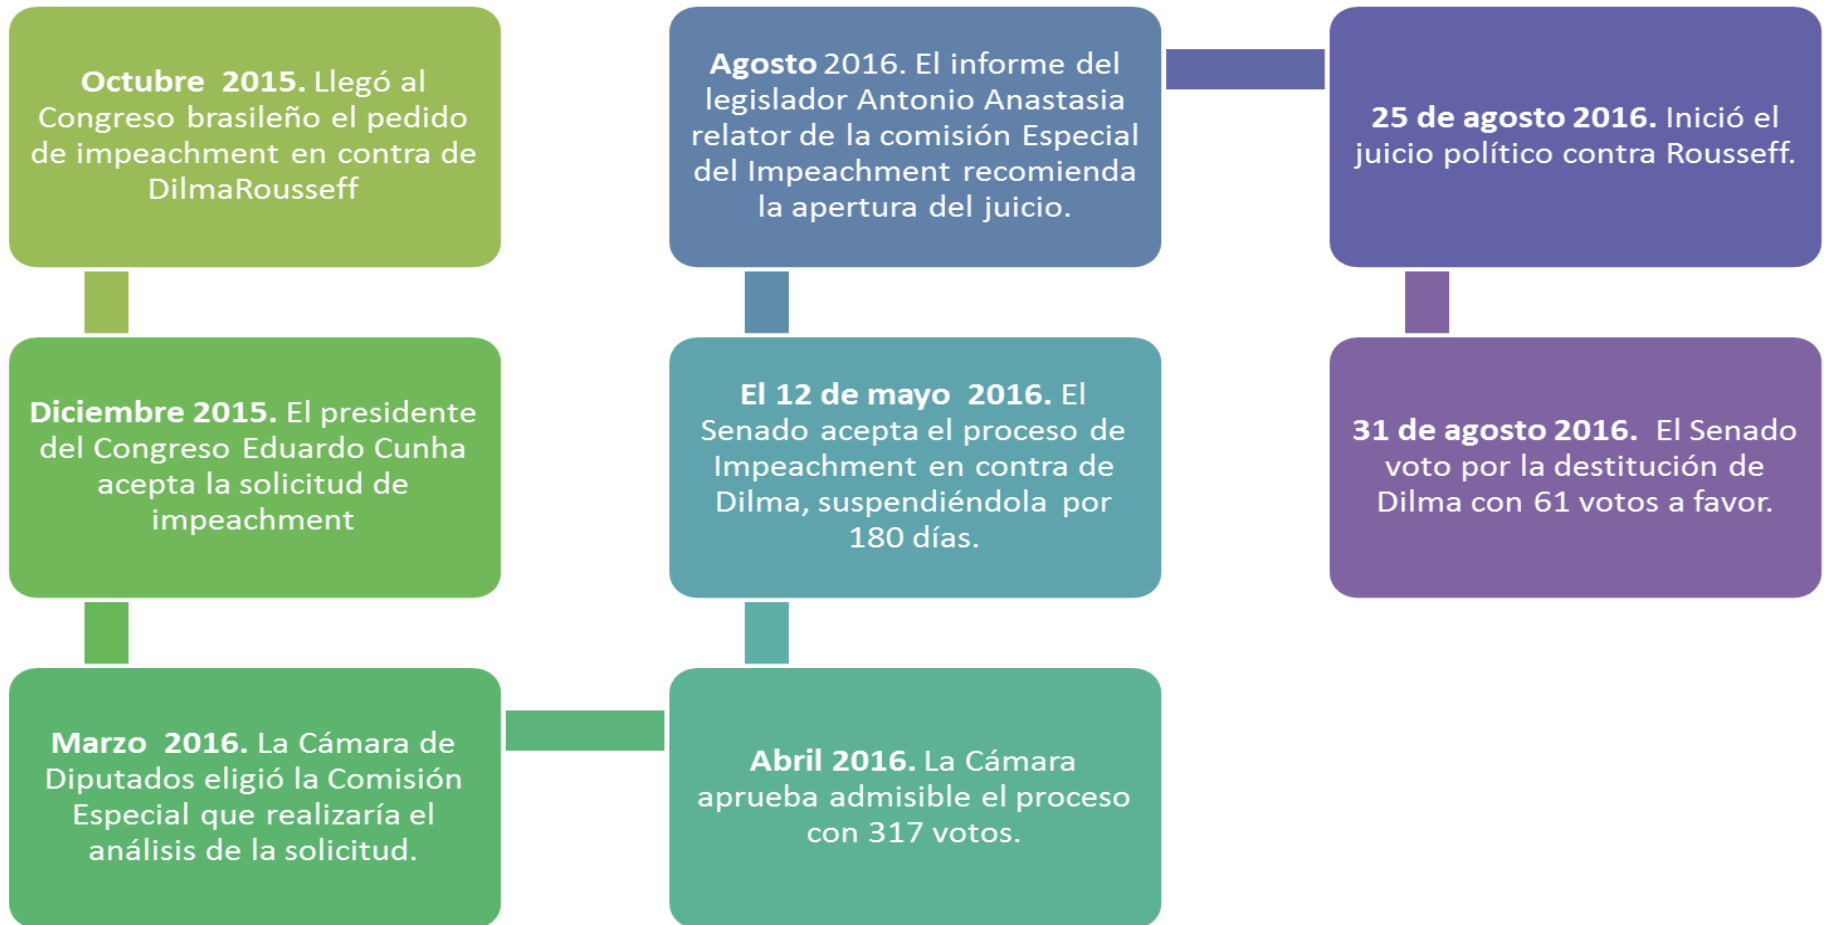 Octubre 2015. Llegó al
Congreso brasileño el pedido
de impeachment en contra de
DilmaRousseff
Diciembre 2015. El presidente
del Congreso Eduardo Cunha
acepta la solicitud de
impeachment
Marzo 2016. La Cámara de
Diputados eligió la Comisión
Especial que realizaría el
análisis de la solicitud.
Abril 2016. La Cámara
aprueba admisible el proceso
con 317 votos.
El 12 de mayo 2016. El
Senado acepta el proceso de
Impeachment en contra de
Dilma, suspendiéndola por
180 días.
Agosto 2016. El informe del
legislador Antonio Anastasia
relator de la comisión Especial
del Impeachment recomienda
la apertura del juicio.
25 de agosto 2016. Inició el
juicio político contra Rousseff.
31 de agosto 2016. El Senado
voto por la destitución de
Dilma con 61 votos a favor.